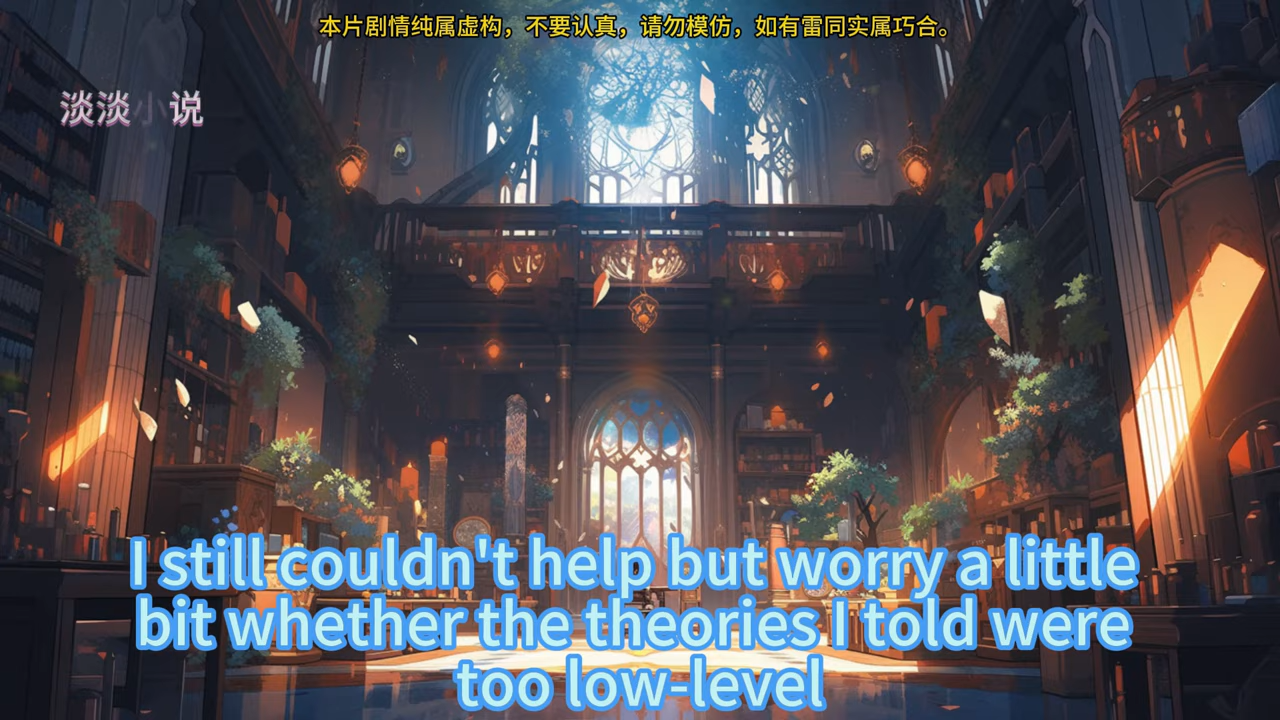 本片剧情纯属虚构，不要认真，请勿模仿，如有雷同实属巧合。
淡淡小说
I still couldn't help but worry a little
bit whether the theories I told were
too low-level